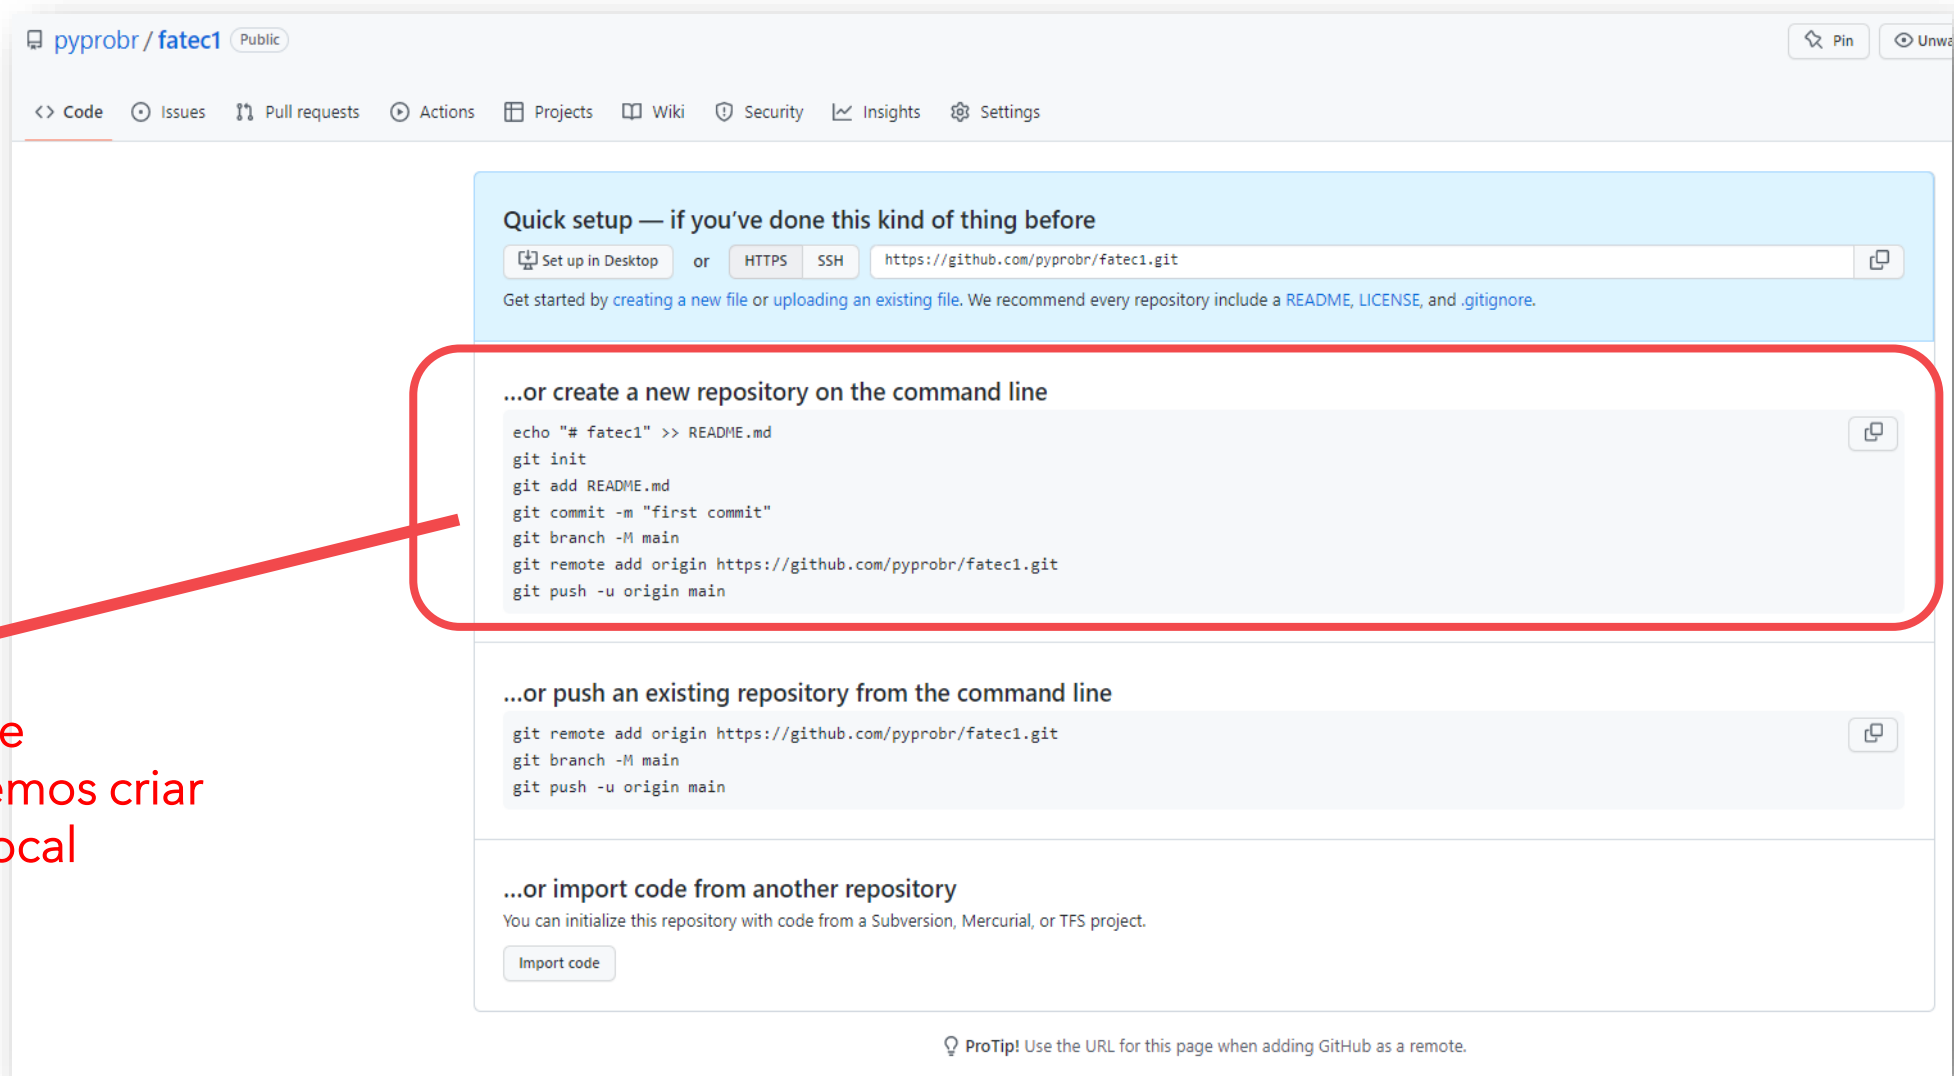 pyprobr / fatec1 Public
Pin
Code Issues Pull requests Actions Projects Wiki Security Insights Settings
Quick setup — if you've done this kind of thing before
Set up in Desktop or HTTPS SSH https://github.com/pyprobr/fatec1.git
Get started by creating a new file or uploading an existing file. We recommend every repository include a README, LICENSE, and .gitignore.
...or create a new repository on the command line
echo "# fatec1" >> README.md
git init
git add README.md
git commit -m "first commit"
git branch -M main
git remote add origin https://github.com/pyprobr/fatec1.git
git push -u origin main
...or push an existing repository from the command line
git remote add origin https://github.com/pyprobr/fatec1.git
git branch -M main
git push -u origin main
criar
...or import code from another repository
You can initialize this repository with code from a Subversion, Mercurial, or TFS project.
Import code
ProTip! Use the URL for this page when adding GitHub as a remote.